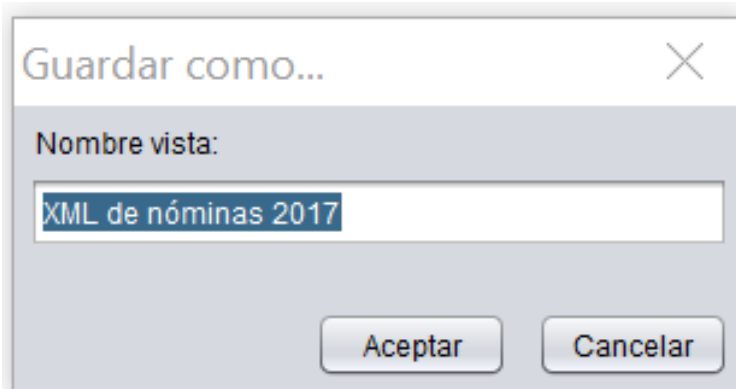 Guardar como...
Nombre vista:
XML de nóminas 2017
Aceptar Cancelar